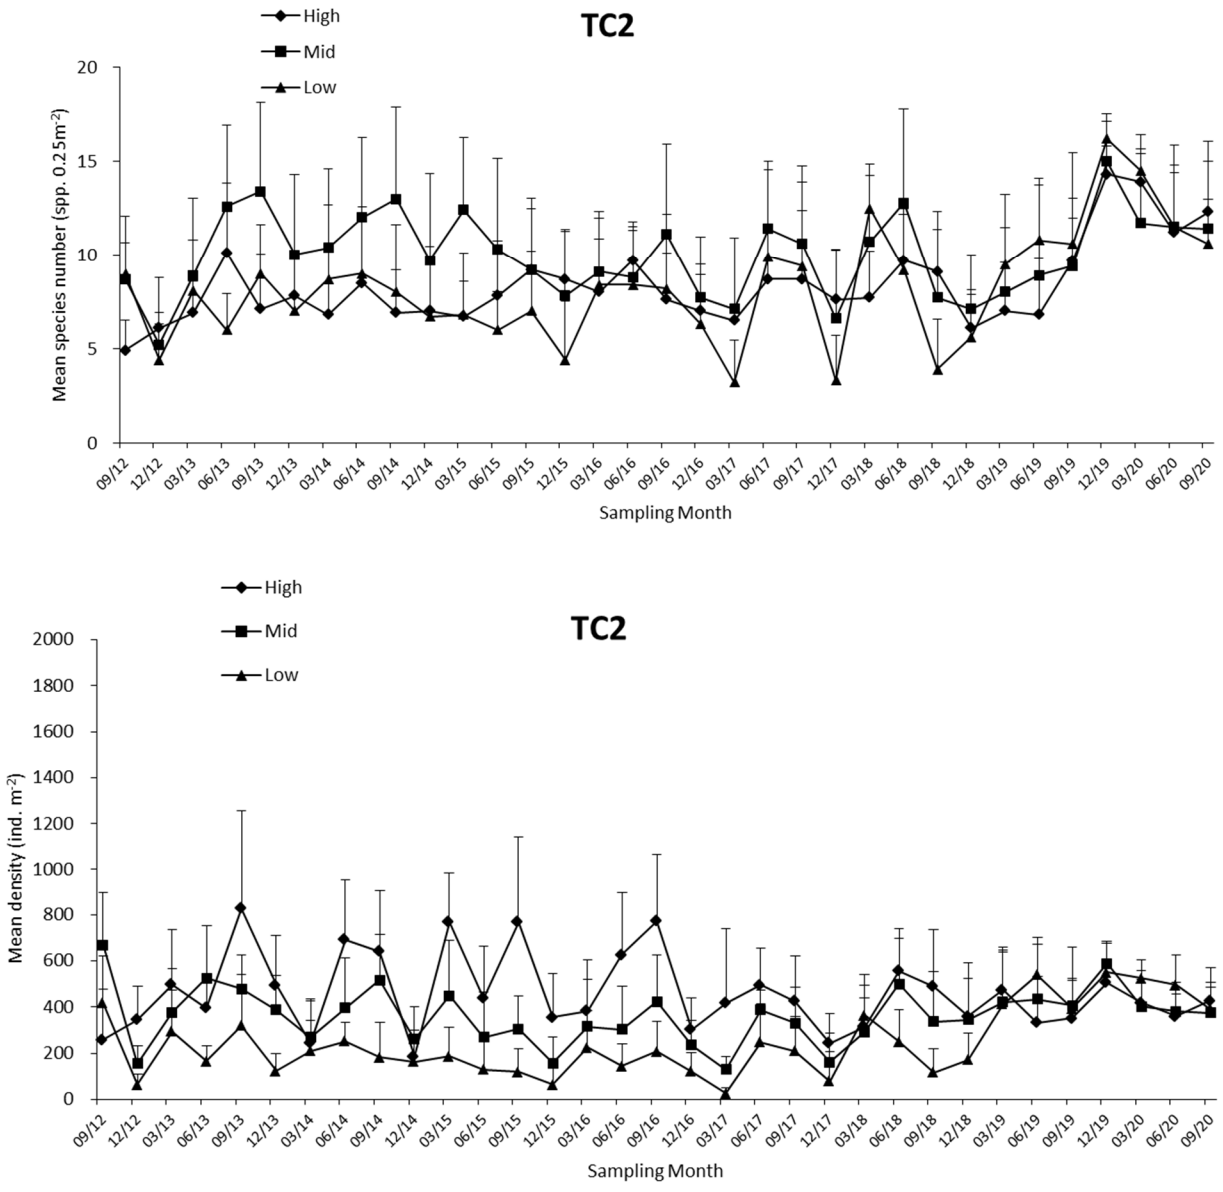 TC2
High
Mid
Low
Mean species number (spp. 0.25m-2)
20
15
10
5
0
09/12 12/12 03/13 06/13 09/13 12/13 03/14 06/14 09/14 12/14 03/15 06/15 09/15 12/15 03/16 06/16 09/16 12/16 03/17 06/17 09/17 12/17 03/18 06/18 09/18 12/18 03/19 06/19 09/19 12/19 03/20 06/20 09/20
Sampling Month
High
TC2
Mid
Low
Mean density (ind. m-2)
2000
1800
1600
1400
1200
1000
800
600
400
200
0
09/12 12/12 03/13 06/13 09/13 12/13 03/14 06/14 09/14 12/14 03/15 06/15 09/15 12/15 03/16 06/16 09/16 12/16 03/17 06/17 09/17 12/17 03/18 06/18 09/18 12/18 03/19 06/19 09/19 12/19 03/20 06/20 09/20
Sampling Month